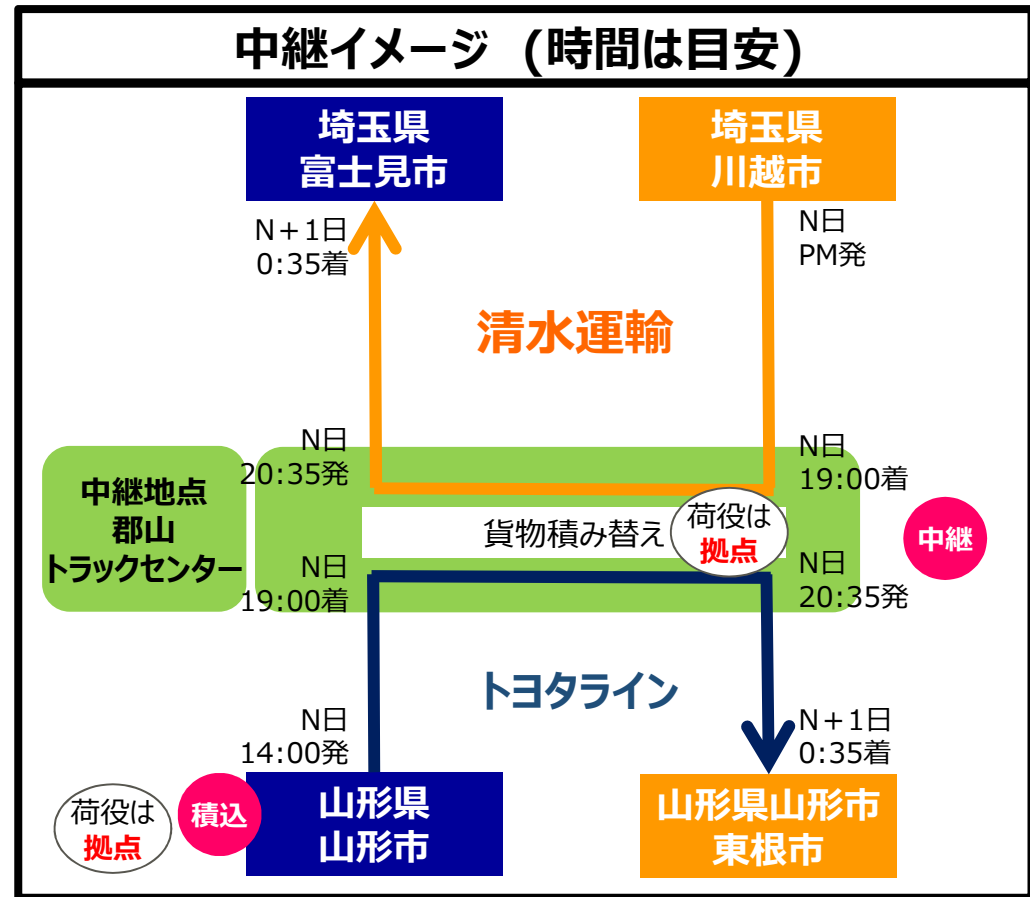 中継イメージ (時間は目安)
埼玉県
富士見市
埼玉県
川越市
N+1日
0:35着
N日
PM発
清水運輸
N日
20:35発
N日
19:00着
中継地点
郡山
トラックセンター
貨物積み替え
荷役は
拠点
中継
N日
19:00着
N日
20:35発
トヨタライン
N日
14:00発
N+1日
0:35着
荷役は
拠点
積込
山形県
山形市
山形県山形市
東根市